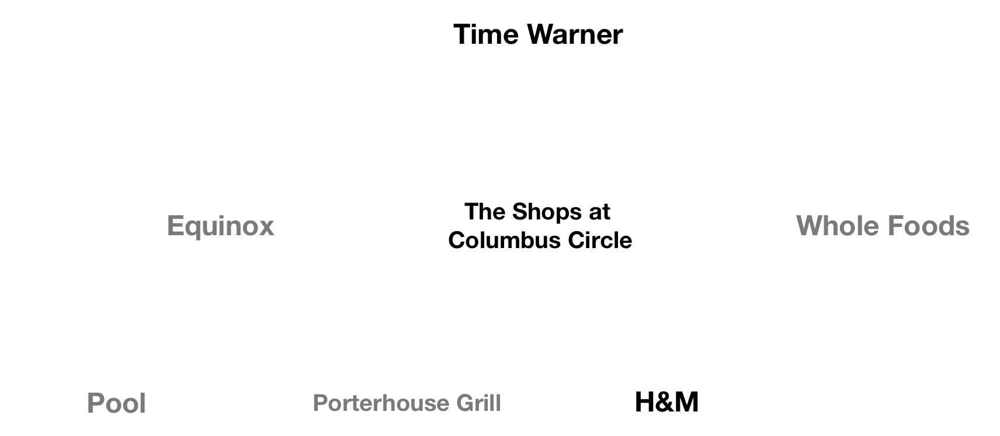 Time Warner
Equinox
The Shops at
Columbus Circle
Whole Foods
Pool
Porterhouse Grill
H&M